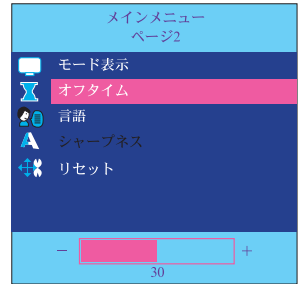 メインメニュー
ページ2
モード表示
オフタイム
言語
シャープネス
リセット
− +
30